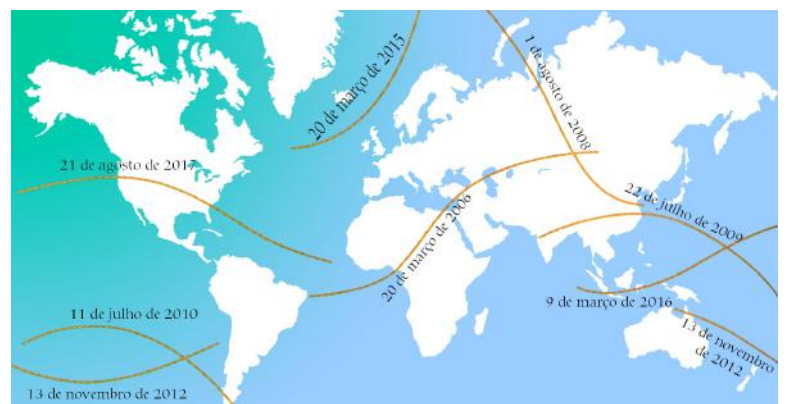 20 de março de 2015
1 de agosto de 2008
21 de agosto de 2017
20 de março de 2006
22 de julho de 2009
9 de março de 2016
11 de julho de 2010
13 de novembro
de 2012
13 de novembro de 2012